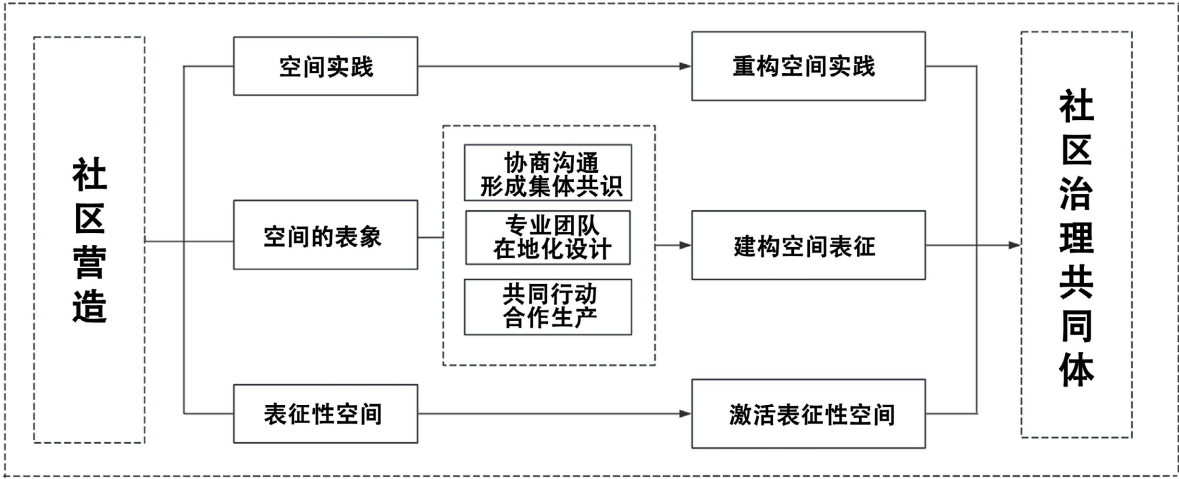 社区营造
空间实践
空间的表象
表征性空间
协商沟通
形成集体共识
专业团队
在地化设计
共同行动
合作生产
重构空间实践
建构空间表征
激活表征性空间
社区治理共同体